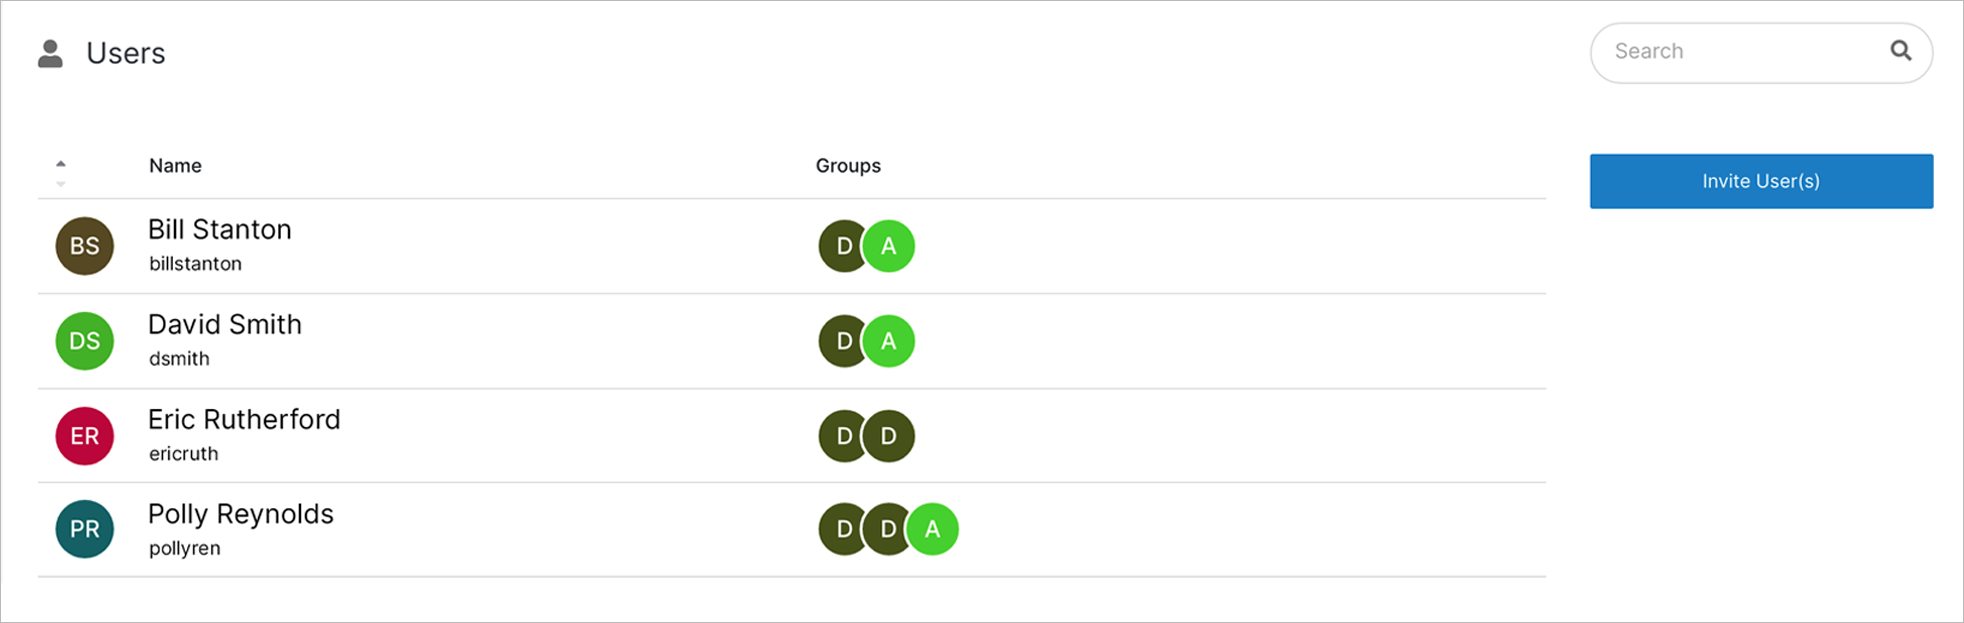 Users
Search
Name Groups
Invite User(s)
BS Bill Stanton D A
billstanton
DS David Smith D A
dsmith
ER Eric Rutherford D D
ericruth
PR Polly Reynolds D D A
pollyren